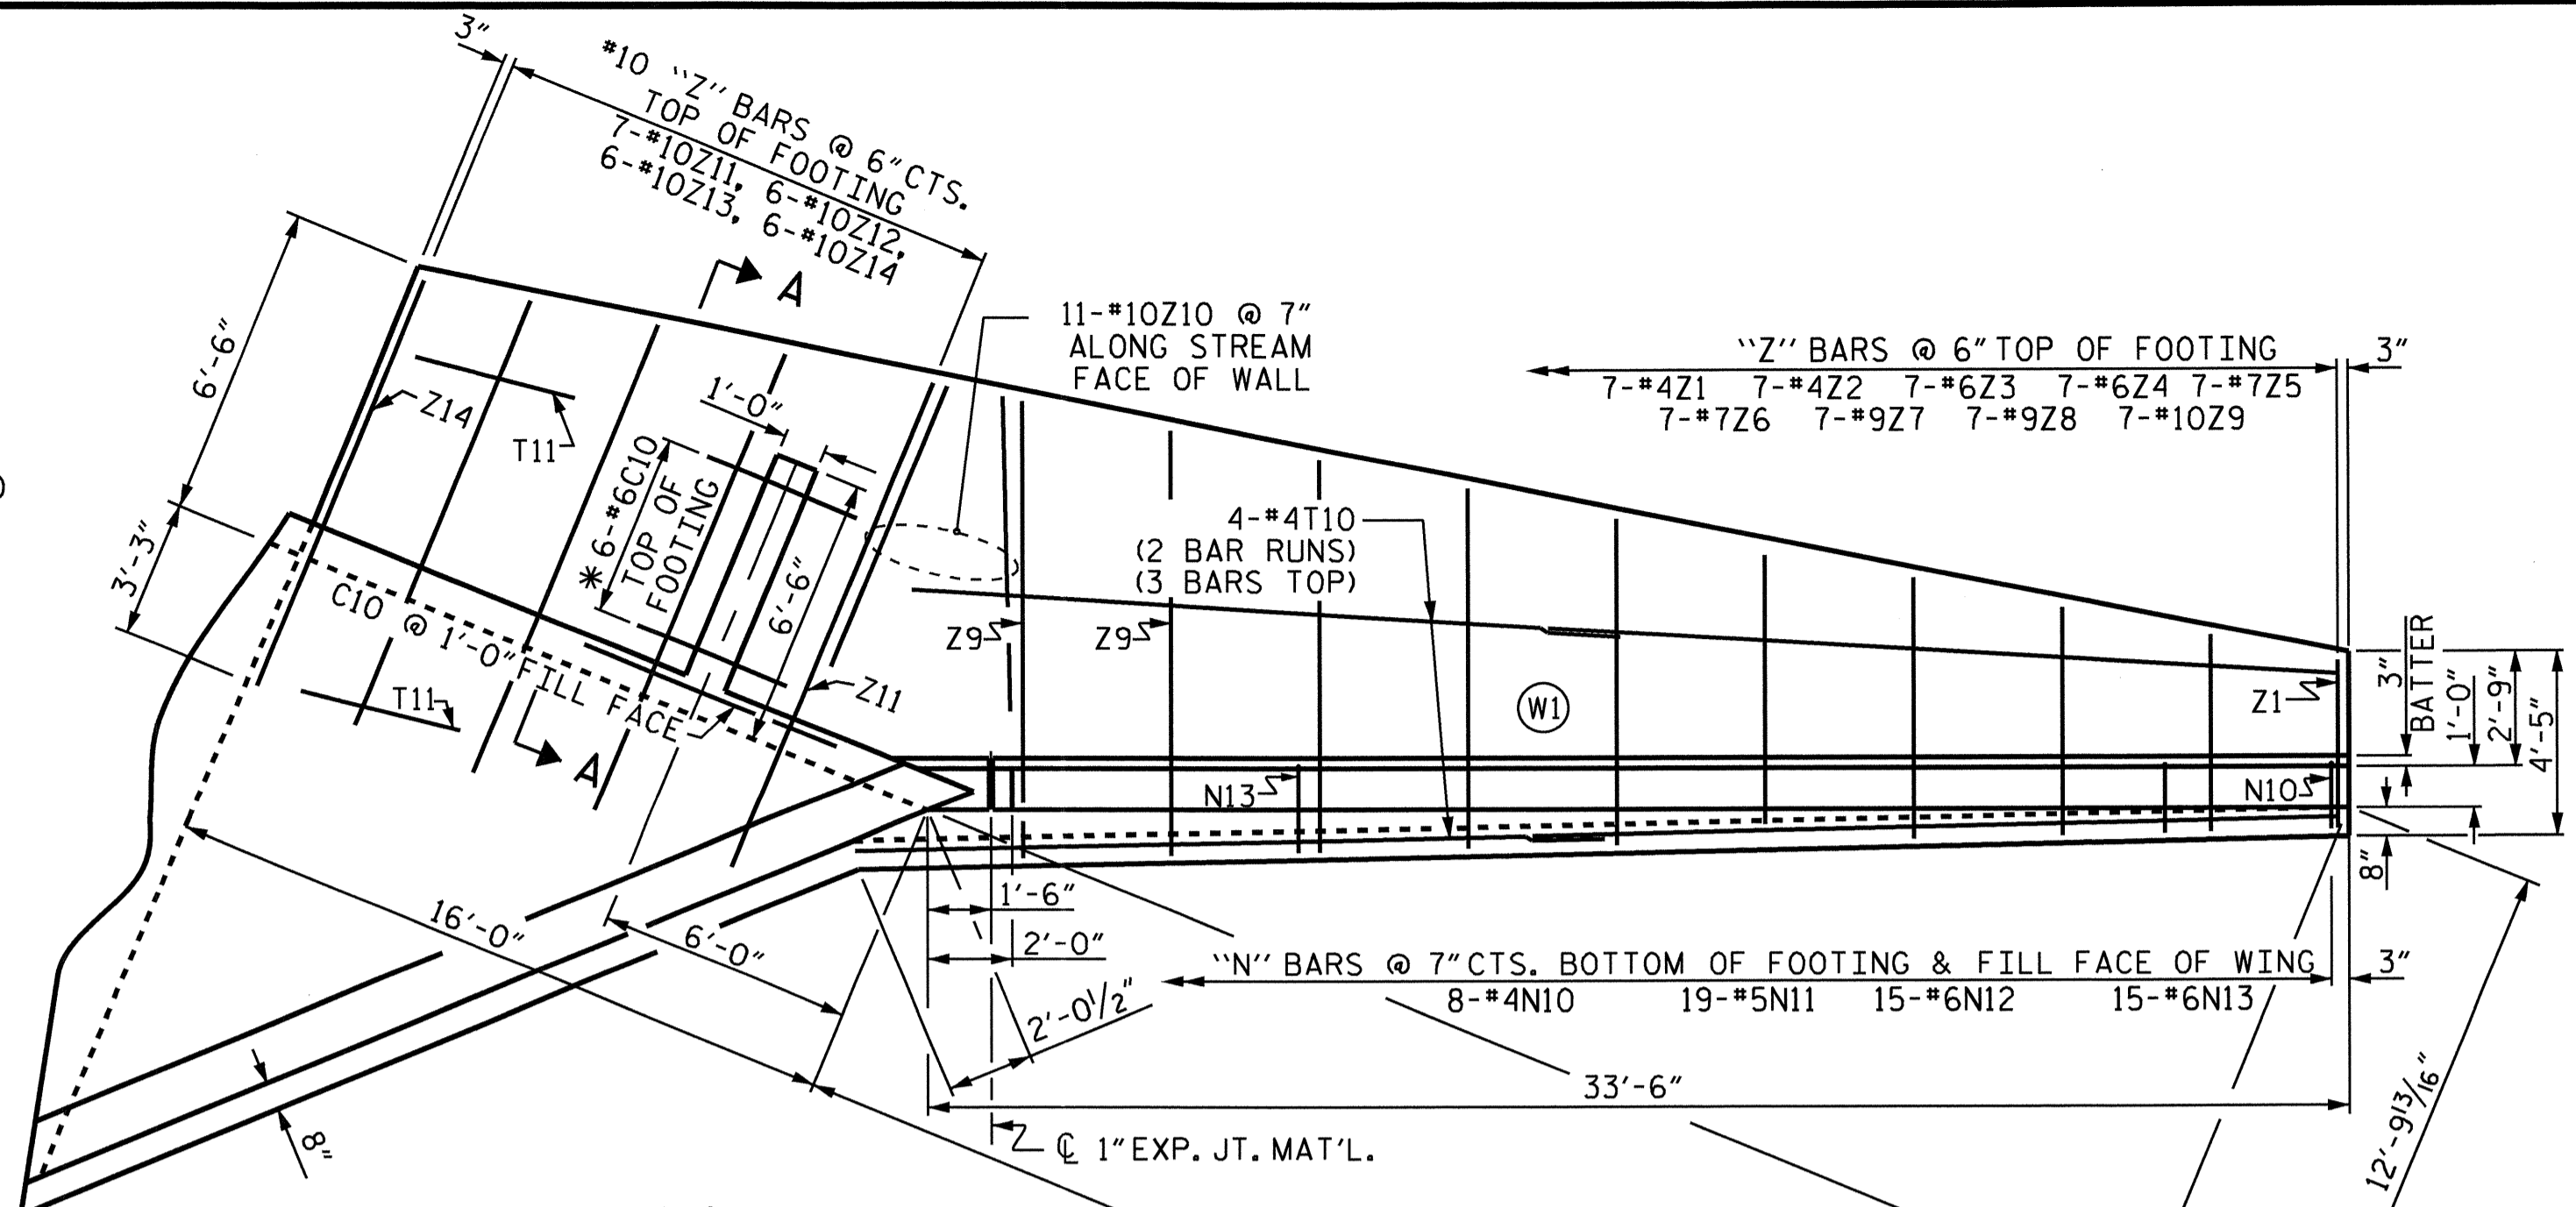 3"
#10 "Z" BARS @ 6" CTS.
TOP OF FOOTING
7-#10Z11, 6-#10Z12,
6-#10Z13, 6-#10Z14
A
11-#10Z10 @ 7"
ALONG STREAM
FACE OF WALL
"Z" BARS @ 6" TOP OF FOOTING
3"
7-#4Z1 7-#4Z2 7-#6Z3 7-#6Z4 7-#7Z5
7-#7Z6 7-#9Z7 7-#9Z8 7-#10Z9
6'-6"
Z14
T11
1'-0"
* 6-#6C10
TOP OF
FOOTING
6'-6"
4-#4T10
(2 BAR RUNS)
(3 BARS TOP)
3'-3"
C10 @ 1'-0"
FILL FACE
T11
A
Z11
Z9
Z9
W1
Z1
3"
BATTER
1'-0"
2'-9"
4'-5"
N13
N10
8"
16'-0"
6'-0"
1'-6"
2'-0"
2'-0 1/2"
"N" BARS @ 7" CTS. BOTTOM OF FOOTING & FILL FACE OF WING
3"
8-#4N10 19-#5N11 15-#6N12 15-#6N13
33'-6"
8"
℄ 1" EXP. JT. MAT'L.
12'-9 13/16"